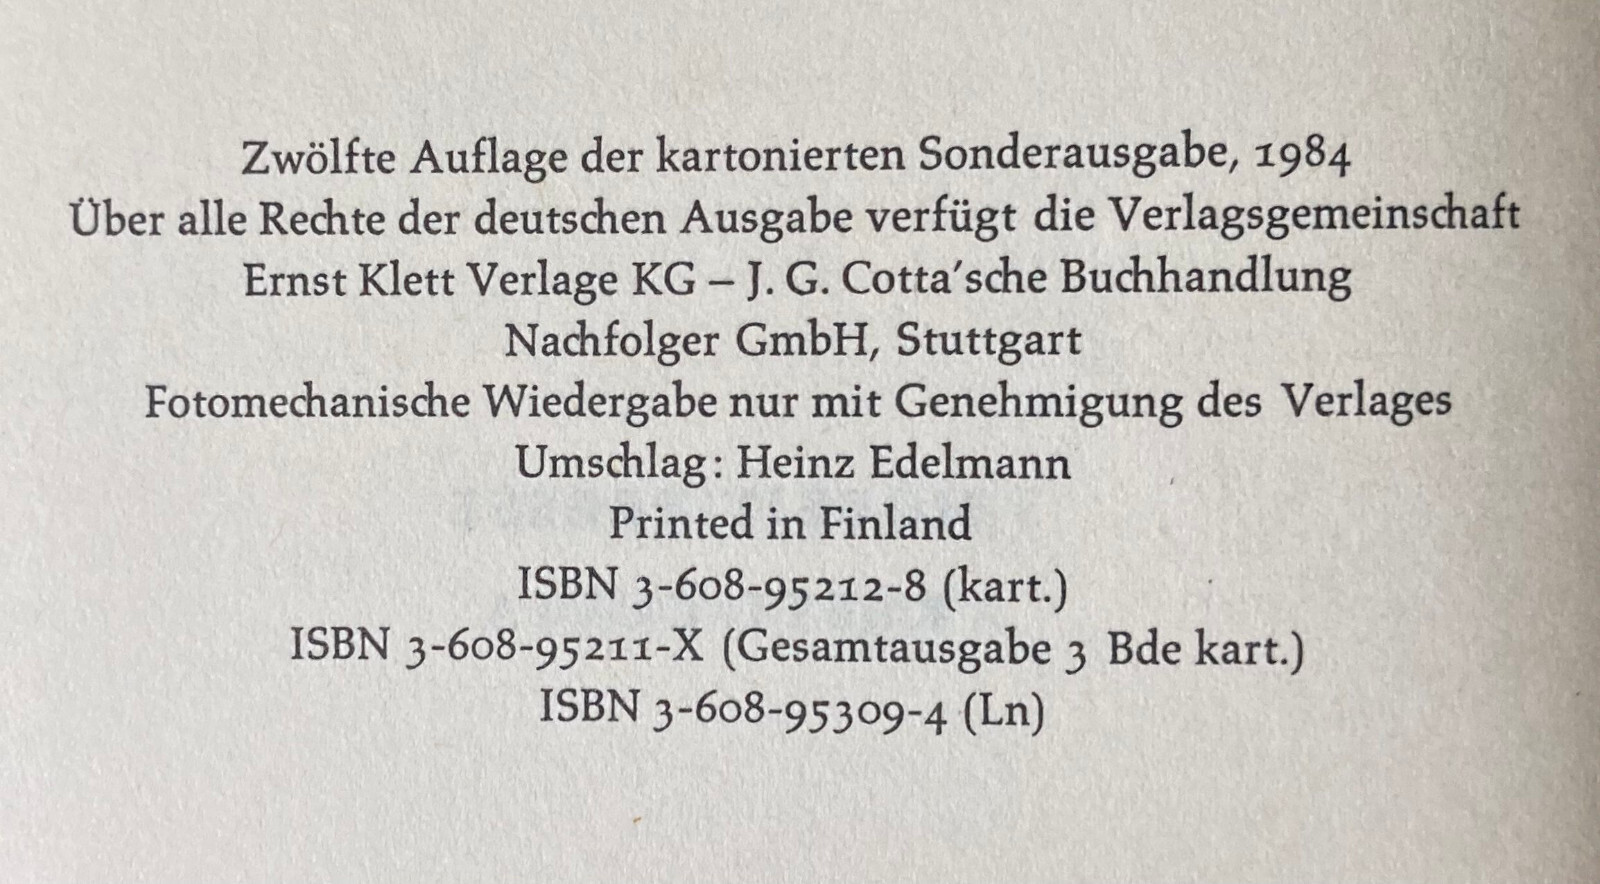 Zwölfte Auflage der kartonierten Sonderausgabe, 1984
Über alle Rechte der deutschen Ausgabe verfügt die Verlagsgemeinschaft
Ernst Klett Verlage KG – J. G. Cotta'sche Buchhandlung
Nachfolger GmbH, Stuttgart
Fotomechanische Wiedergabe nur mit Genehmigung des Verlages
Umschlag: Heinz Edelmann
Printed in Finland
ISBN 3-608-95212-8 (kart.)
ISBN 3-608-95211-X (Gesamtausgabe 3 Bde kart.)
ISBN 3-608-95309-4 (Ln)